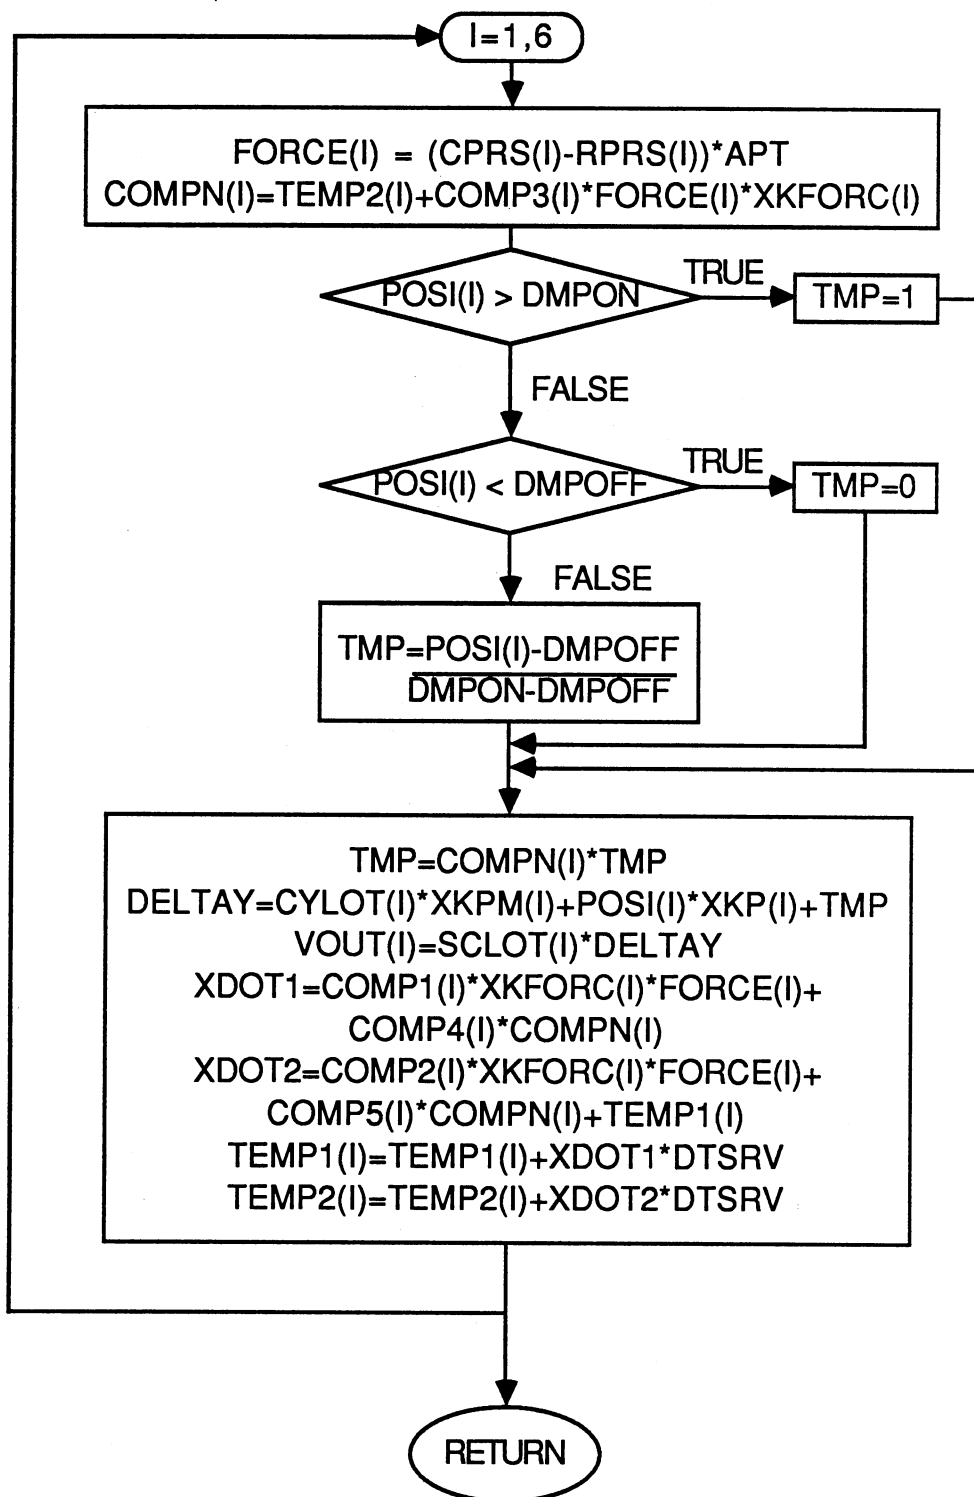 I=1,6
FORCE(I) = (CPRS(I)-RPRS(I))*APT
COMPN(I)=TEMP2(I)+COMP3(I)*FORCE(I)*XKFORC(I)
POSI(I) > DMPON
TRUE
TMP=1
FALSE
POSI(I) < DMPOFF
TRUE
TMP=0
FALSE
TMP=POSI(I)-DMPOFF
DMPON-DMPOFF
TMP=COMPN(I)*TMP
DELTAY=CYLOT(I)*XKPM(I)+POSI(I)*XKP(I)+TMP
VOUT(I)=SCLOT(I)*DELTAY
XDOT1=COMP1(I)*XKFORC(I)*FORCE(I)+
COMP4(I)*COMPN(I)
XDOT2=COMP2(I)*XKFORC(I)*FORCE(I)+
COMP5(I)*COMPN(I)+TEMP1(I)
TEMP1(I)=TEMP1(I)+XDOT1*DTSRV
TEMP2(I)=TEMP2(I)+XDOT2*DTSRV
RETURN